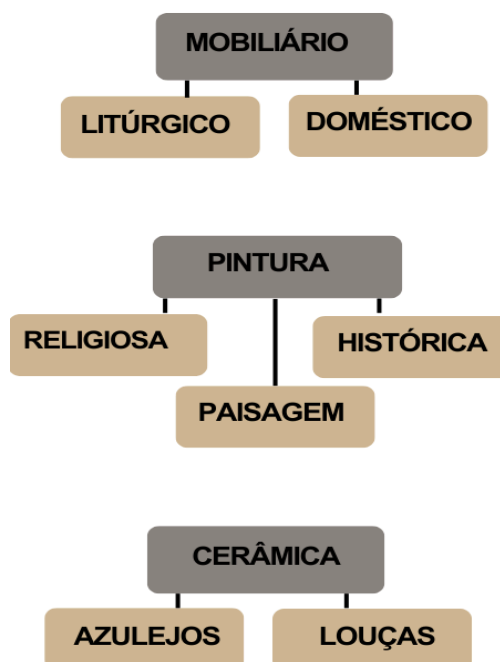 MOBILIÁRIO
LITÚRGICO
DOMÉSTICO
PINTURA
RELIGIOSA
HISTÓRICA
PAISAGEM
CERÂMICA
AZULEJOS
LOUÇAS